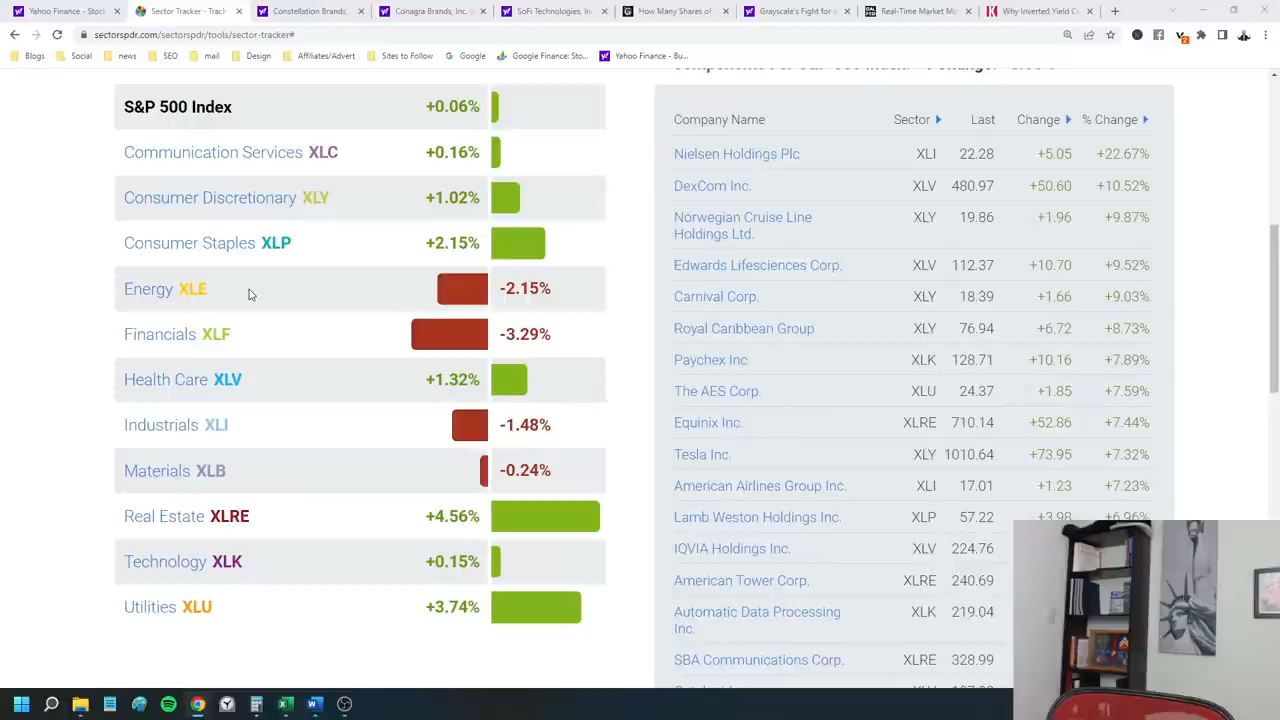 Yahoo Finance - Stoc
Sector Tracker - Track
Constellation Brands,
Conagra Brands, Inc.
SoFi Technologies, In
How Many Shares of
Grayscale's Fight for
Real-Time Market Mo
Why Inverted Yield C
sectorspdr.com/sectorspdr/tools/sector-tracker#
Blogs
Social
news
SEO
mail
Design
Affiliates/Advert
Sites to Follow
Google
Google Finance: Sto...
Yahoo Finance - Bu...
S&P 500 Index +0.06%
Communication Services XLC +0.16%
Consumer Discretionary XLY +1.02%
Consumer Staples XLP +2.15%
Energy XLE -2.15%
Financials XLF -3.29%
Health Care XLV +1.32%
Industrials XLI -1.48%
Materials XLB -0.24%
Real Estate XLRE +4.56%
Technology XLK +0.15%
Utilities XLU +3.74%
Company Name Sector Last Change % Change
Nielsen Holdings Plc XLI 22.28 +5.05 +22.67%
DexCom Inc. XLV 480.97 +50.60 +10.52%
Norwegian Cruise Line XLY 19.86 +1.96 +9.87%
Holdings Ltd.
Edwards Lifesciences Corp. XLV 112.37 +10.70 +9.52%
Carnival Corp. XLY 18.39 +1.66 +9.03%
Royal Caribbean Group XLY 76.94 +6.72 +8.73%
Paychex Inc. XLK 128.71 +10.16 +7.89%
The AES Corp. XLU 24.37 +1.85 +7.59%
Equinix Inc. XLRE 710.14 +52.86 +7.44%
Tesla Inc. XLY 1010.64 +73.95 +7.32%
American Airlines Group Inc. XLI 17.01 +1.23 +7.23%
Lamb Weston Holdings Inc. XLP 57.22 +3.98 +6.96%
IQVIA Holdings Inc. XLV 224.76
American Tower Corp. XLRE 240.69
Automatic Data Processing XLK 219.04
Inc.
SBA Communications Corp. XLRE 328.99